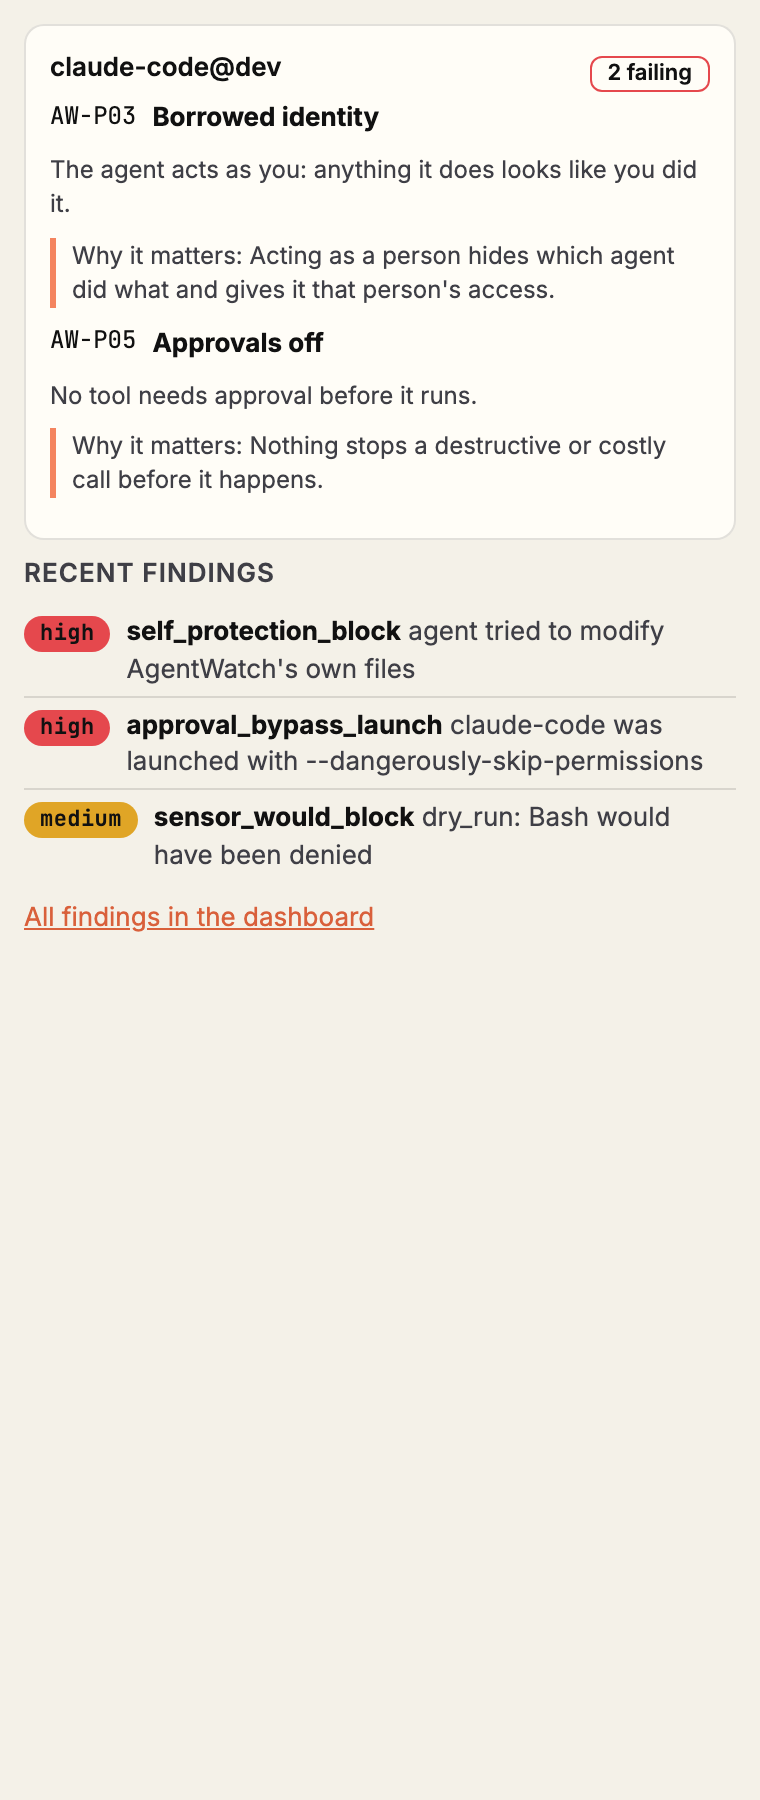 claude-code@dev
2 failing
AW-P03 Borrowed identity
The agent acts as you: anything it does looks like you did
it.
Why it matters: Acting as a person hides which agent
did what and gives it that person's access.
AW-P05 Approvals off
No tool needs approval before it runs.
Why it matters: Nothing stops a destructive or costly
call before it happens.
RECENT FINDINGS
high self_protection_block agent tried to modify
AgentWatch's own files
high approval_bypass_launch claude-code was
launched with --dangerously-skip-permissions
medium sensor_would_block dry_run: Bash would
have been denied
All findings in the dashboard